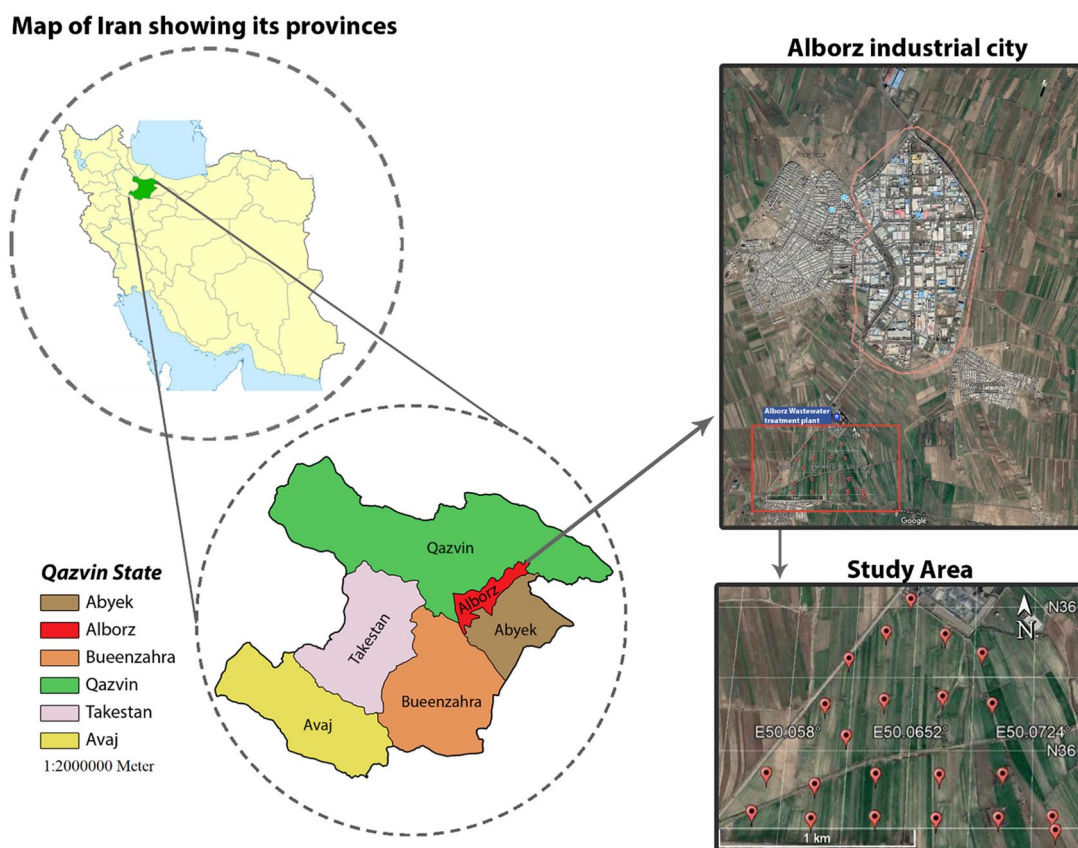 Map of Iran showing its provinces
Alborz industrial city
Alborz Wastewater
treatment plant
Google
Qazvin State
Abyek
Alborz
Bueenzahra
Qazvin
Takestan
Avaj
1:2000000 Meter
Qazvin
Alborz
Abyek
Takestan
Bueenzahra
Avaj
Study Area
N36
N
E50.058°
E50.0652°
E50.0724°
N36
1 km